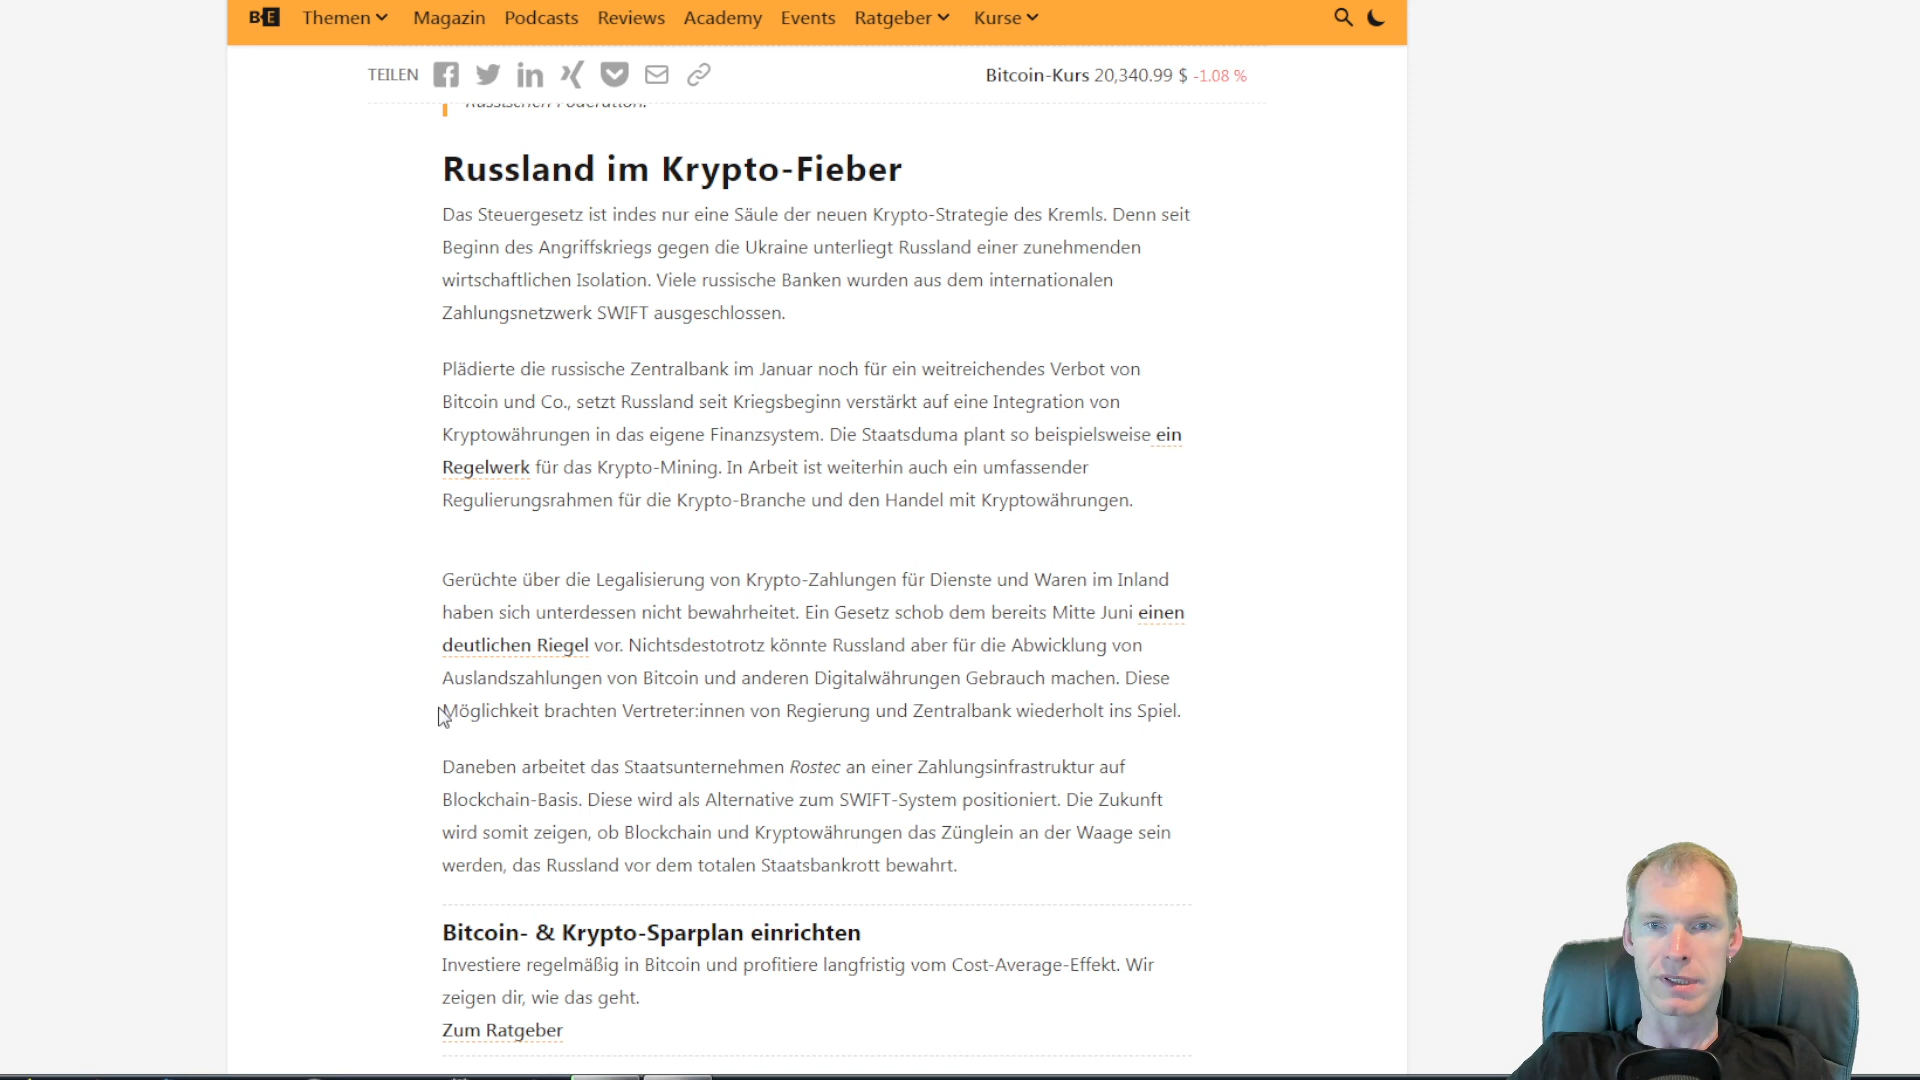 B·E Themen Magazin Podcasts Reviews Academy Events Ratgeber Kurse
TEILEN Bitcoin-Kurs 20,340.99 $ -1.08 %
Russischen Föderation.
Russland im Krypto-Fieber
Das Steuergesetz ist indes nur eine Säule der neuen Krypto-Strategie des Kremls. Denn seit
Beginn des Angriffskriegs gegen die Ukraine unterliegt Russland einer zunehmenden
wirtschaftlichen Isolation. Viele russische Banken wurden aus dem internationalen
Zahlungsnetzwerk SWIFT ausgeschlossen.
Plädierte die russische Zentralbank im Januar noch für ein weitreichendes Verbot von
Bitcoin und Co., setzt Russland seit Kriegsbeginn verstärkt auf eine Integration von
Kryptowährungen in das eigene Finanzsystem. Die Staatsduma plant so beispielsweise ein
Regelwerk für das Krypto-Mining. In Arbeit ist weiterhin auch ein umfassender
Regulierungsrahmen für die Krypto-Branche und den Handel mit Kryptowährungen.
Gerüchte über die Legalisierung von Krypto-Zahlungen für Dienste und Waren im Inland
haben sich unterdessen nicht bewahrheitet. Ein Gesetz schob dem bereits Mitte Juni einen
deutlichen Riegel vor. Nichtsdestotrotz könnte Russland aber für die Abwicklung von
Auslandszahlungen von Bitcoin und anderen Digitalwährungen Gebrauch machen. Diese
Möglichkeit brachten Vertreter:innen von Regierung und Zentralbank wiederholt ins Spiel.
Daneben arbeitet das Staatsunternehmen Rostec an einer Zahlungsinfrastruktur auf
Blockchain-Basis. Diese wird als Alternative zum SWIFT-System positioniert. Die Zukunft
wird somit zeigen, ob Blockchain und Kryptowährungen das Zünglein an der Waage sein
werden, das Russland vor dem totalen Staatsbankrott bewahrt.
Bitcoin- & Krypto-Sparplan einrichten
Investiere regelmäßig in Bitcoin und profitiere langfristig vom Cost-Average-Effekt. Wir
zeigen dir, wie das geht.
Zum Ratgeber